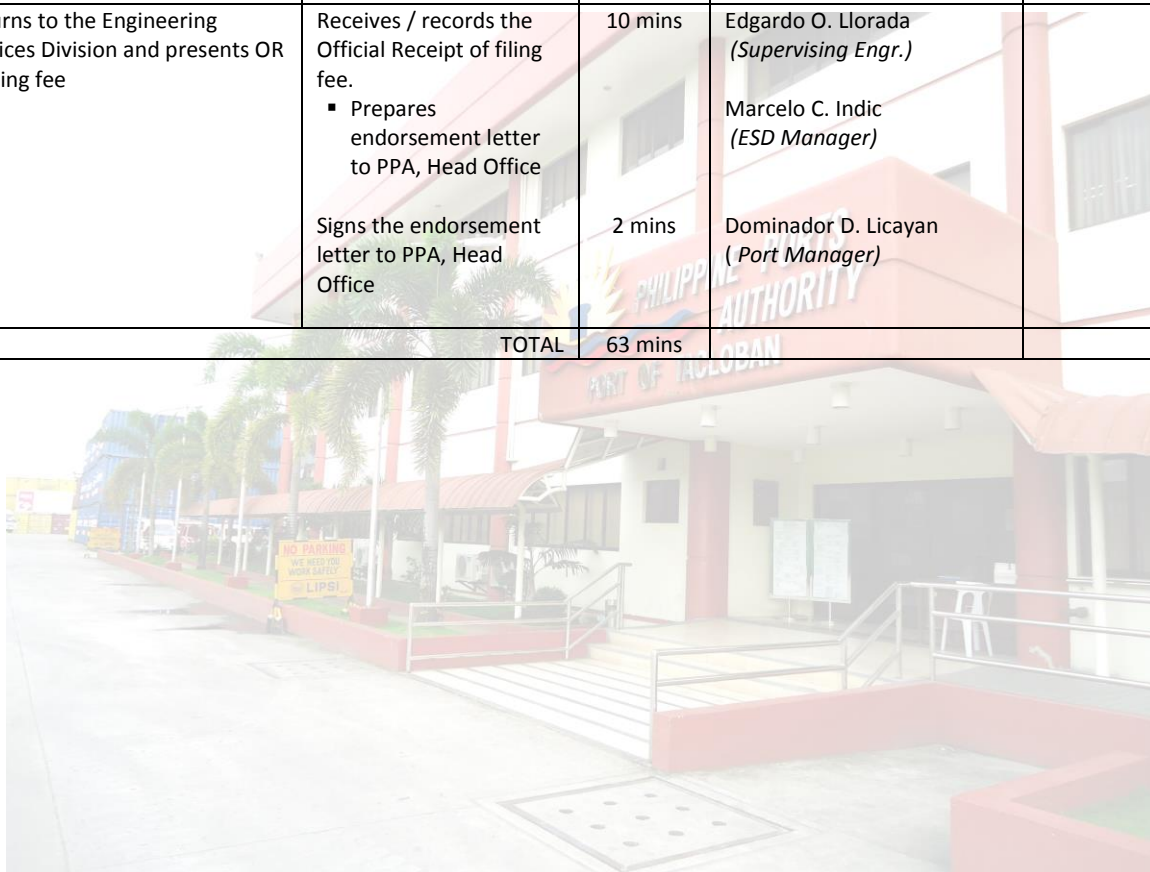 urns to the Engineering
ices Division and presents OR
ing fee
Receives / records the
Official Receipt of filing
fee.
▪ Prepares
endorsement letter
to PPA, Head Office
10 mins
Edgardo O. Llorada
(Supervising Engr.)
Marcelo C. Indic
(ESD Manager)
Signs the endorsement
letter to PPA, Head
Office
2 mins
Dominador D. Licayan
( Port Manager)
TOTAL
63 mins
PHILIPPINE PORTS
AUTHORITY
PORT OF TACLOBAN
NO PARKING
WE NEED YOU
WORK SAFELY
LIPSI